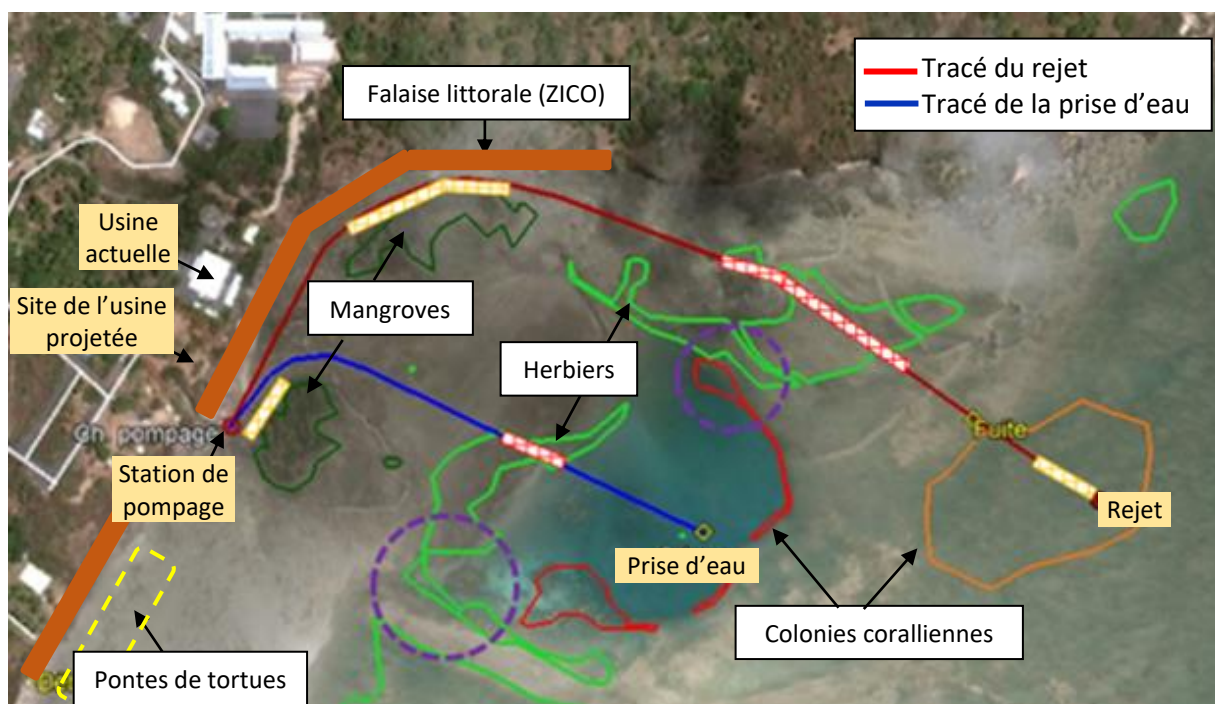 Tracé du rejet
Tracé de la prise d’eau
Falaise littorale (ZICO)
Usine
actuelle
Site de l’usine
projetée
Mangroves
Herbiers
Ch pompage
Fuite
Station de
pompage
Rejet
Prise d’eau
Colonies coralliennes
Pontes de tortues